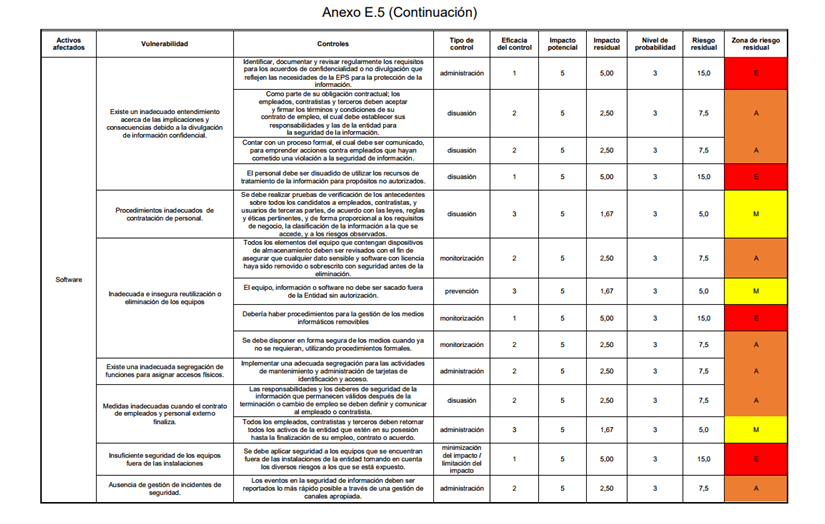 Anexo E.5 (Continuación)
Activos
afectados
Vulnerabilidad
Controles
Tipo de
control
Eficacia
del control
Impacto
potencial
Impacto
residual
Nivel de
probabilidad
Riesgo
residual
Zona de riesgo
residual
Software
Existe un inadecuado entendimiento
acerca de las implicaciones y
consecuencias debido a la divulgación
de información confidencial.
Identificar, documentar y revisar regularmente los requisitos
para los acuerdos de confidencialidad o no divulgación que
reflejen las necesidades de la EPS para la protección de la
información.
administración
1
5
5,00
3
15,0
E
Como parte de su obligación contractual; los
empleados, contratistas y terceros deben aceptar
y firmar los términos y condiciones de su
contrato de empleo, el cual debe establecer sus
responsabilidades y las de la entidad para
la seguridad de la información.
disuasión
2
5
2,50
3
7,5
A
Contar con un proceso formal, el cual debe ser comunicado,
para emprender acciones contra empleados que hayan
cometido una violación a la seguridad de información.
disuasión
2
5
2,50
3
7,5
A
El personal debe ser disuadido de utilizar los recursos de
tratamiento de la información para propósitos no autorizados.
disuasión
1
5
5,00
3
15,0
E
Procedimientos inadecuados de
contratación de personal.
Se debe realizar pruebas de verificación de los antecedentes
sobre todos los candidatos a empleados, contratistas, y
usuarios de terceras partes, de acuerdo con las leyes, reglas
y éticas pertinentes, y de forma proporcional a los requisitos
de negocio, la clasificación de la información a la que se
accede, y a los riesgos observados.
disuasión
3
5
1,67
3
5,0
M
Inadecuada e insegura reutilización o
eliminación de los equipos
Todos los elementos del equipo que contengan dispositivos
de almacenamiento deben ser revisados con el fin de
asegurar que cualquier dato sensible y software con licencia
haya sido removido o sobrescrito con seguridad antes de la
eliminación.
monitorización
2
5
2,50
3
7,5
A
El equipo, información o software no debe ser sacado fuera
de la Entidad sin autorización.
prevención
3
5
1,67
3
5,0
M
Debería haber procedimientos para la gestión de los medios
informáticos removibles
monitorización
1
5
5,00
3
15,0
E
Se debe disponer en forma segura de los medios cuando ya
no se requieran, utilizando procedimientos formales.
monitorización
2
5
2,50
3
7,5
A
Existe una inadecuada segregación de
funciones para asignar accesos físicos.
Implementar una adecuada segregación para las actividades
de mantenimiento y administración de tarjetas de
identificación y acceso.
administración
2
5
2,50
3
7,5
A
Medidas inadecuadas cuando el contrato
de empleados y personal externo
finaliza.
Las responsabilidades y los deberes de seguridad de la
información que permanecen válidos después de la
terminación o cambio de empleo se deben definir y comunicar
al empleado o contratista.
disuasión
2
5
2,50
3
7,5
A
Todos los empleados, contratistas y terceros deben retornar
todos los activos de la entidad que estén en su posesión
hasta la finalización de su empleo, contrato o acuerdo.
administración
3
5
1,67
3
5,0
M
Insuficiente seguridad de los equipos
fuera de las instalaciones
Se debe aplicar seguridad a los equipos que se encuentran
fuera de las instalaciones de la entidad tomando en cuenta
los diversos riesgos a los que se está expuesto.
minimización
del impacto /
limitación del
impacto
1
5
5,00
3
15,0
E
Ausencia de gestión de incidentes de
seguridad.
Los eventos en la seguridad de información deben ser
reportados lo más rápido posible a través de una gestión de
canales apropiada.
administración
2
5
2,50
3
7,5
A